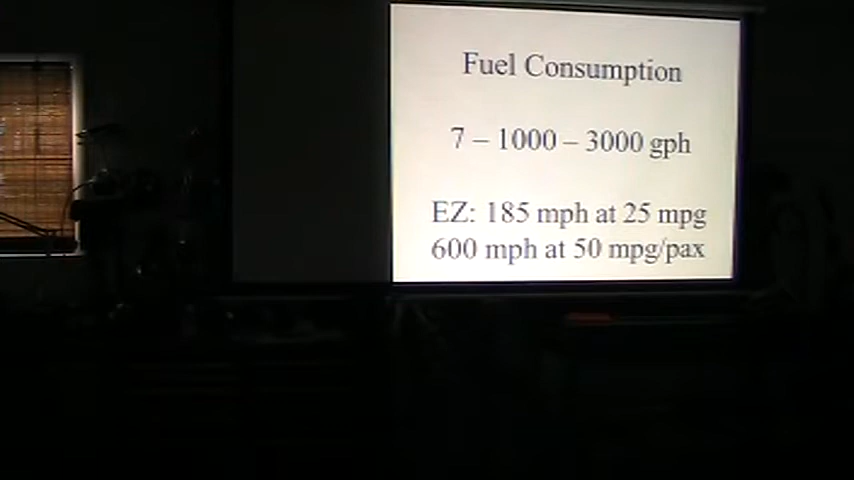 Fuel Consumption
7 – 1000 – 3000 gph
EZ: 185 mph at 25 mpg
600 mph at 50 mpg/pax